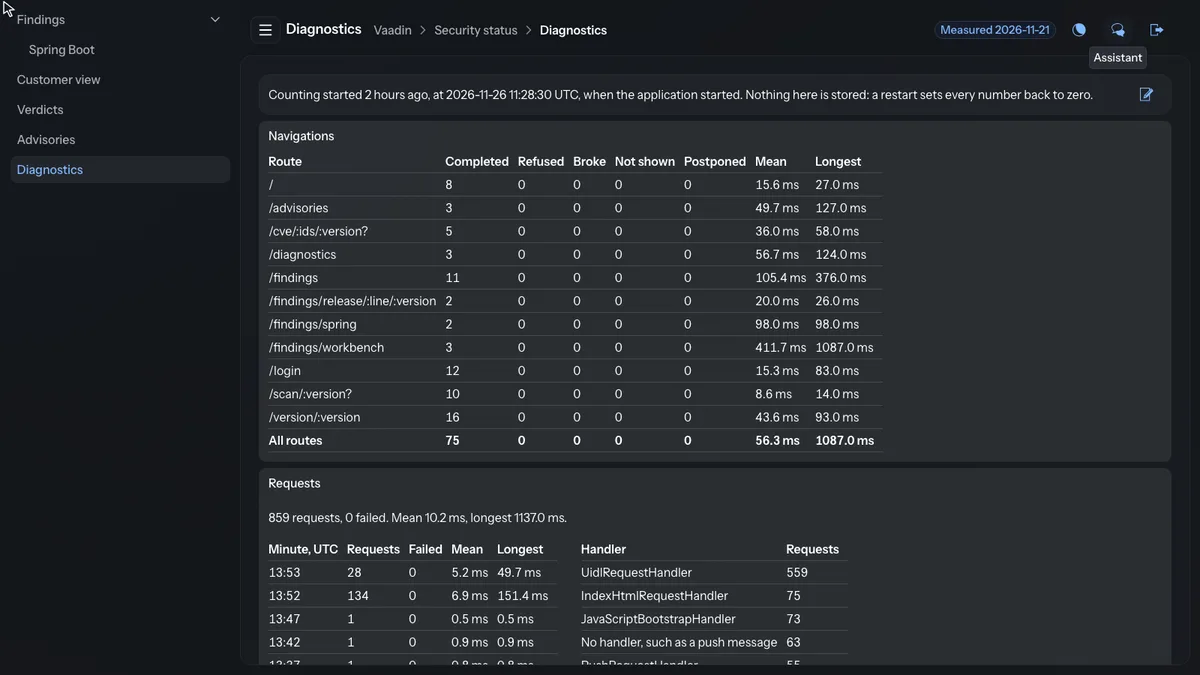 Findings
Spring Boot
Customer view
Verdicts
Advisories
Diagnostics
Diagnostics Vaadin > Security status > Diagnostics
Measured 2026-11-21
Assistant
Counting started 2 hours ago, at 2026-11-26 11:28:30 UTC, when the application started. Nothing here is stored: a restart sets every number back to zero.
Navigations
Route Completed Refused Broke Not shown Postponed Mean Longest
/ 8 0 0 0 0 15.6 ms 27.0 ms
/advisories 3 0 0 0 0 49.7 ms 127.0 ms
/cve/:ids/:version? 5 0 0 0 0 36.0 ms 58.0 ms
/diagnostics 3 0 0 0 0 56.7 ms 124.0 ms
/findings 11 0 0 0 0 105.4 ms 376.0 ms
/findings/release/:line/:version 2 0 0 0 0 20.0 ms 26.0 ms
/findings/spring 2 0 0 0 0 98.0 ms 98.0 ms
/findings/workbench 3 0 0 0 0 411.7 ms 1087.0 ms
/login 12 0 0 0 0 15.3 ms 83.0 ms
/scan/:version? 10 0 0 0 0 8.6 ms 14.0 ms
/version/:version 16 0 0 0 0 43.6 ms 93.0 ms
All routes 75 0 0 0 0 56.3 ms 1087.0 ms
Requests
859 requests, 0 failed. Mean 10.2 ms, longest 1137.0 ms.
Minute, UTC Requests Failed Mean Longest Handler Requests
13:53 28 0 5.2 ms 49.7 ms UidlRequestHandler 559
13:52 134 0 6.9 ms 151.4 ms IndexHtmlRequestHandler 75
13:47 1 0 0.5 ms 0.5 ms JavaScriptBootstrapHandler 73
13:42 1 0 0.9 ms 0.9 ms No handler, such as a push message 63
13:37 1 0 0.8 ms 0.8 ms PushRequestHandler 55